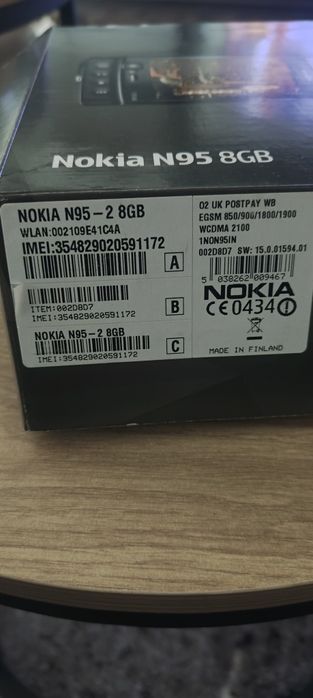 Nokia N95 8GB
NOKIA N95-2 8GB
WLAN:002109E41C4A
IMEI:354829020591172
A
ITEM:002D8D7
IMEI:354829020591172
B
NOKIA N95-2 8GB
IMEI:354829020591172
C
O2 UK POSTPAY WB
EGSM 850/900/1800/1900
WCDMA 2100
1NON95IN
002D8D7 SW: 15.0.01594.01
5 038262 009467
NOKIA
CE0434
MADE IN FINLAND